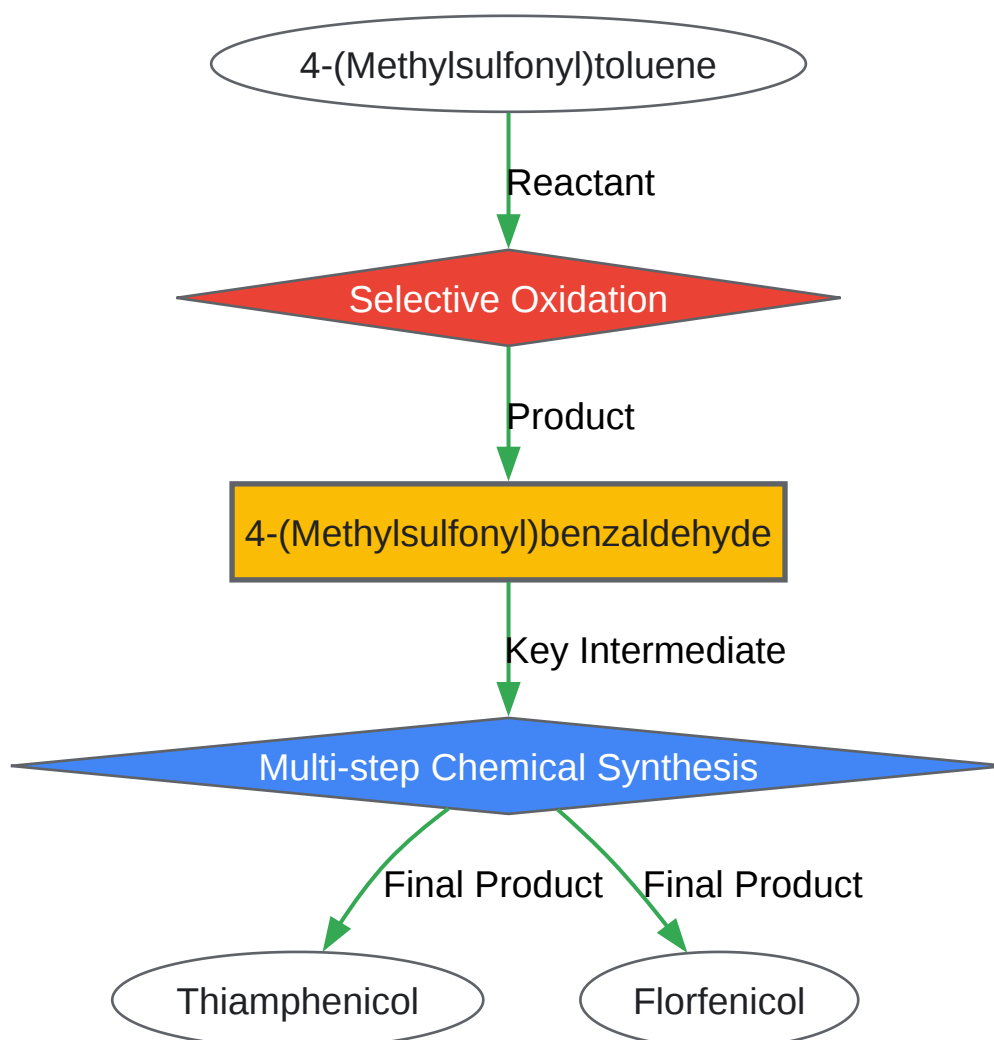 4-(Methylsulfonyl)toluene
Reactant
Selective Oxidation
Product
4-(Methylsulfonyl)benzaldehyde
Key Intermediate
Multi-step Chemical Synthesis
Final Product
Final Product
Thiamphenicol
Florfenicol